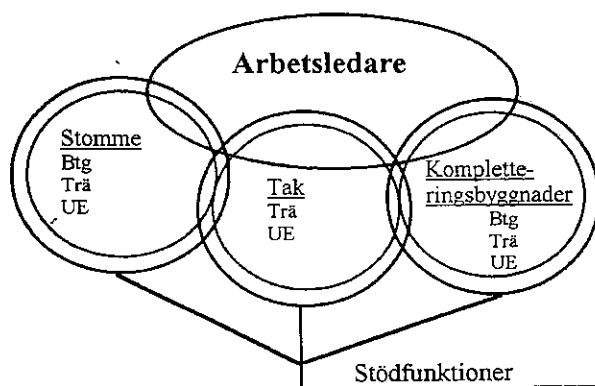 Arbetsledare
Stomme
Btg
Trä
UE
Tak
Trä
UE
Komplette-
ringsbyggnader
Btg
Trä
UE
Stödfunktioner